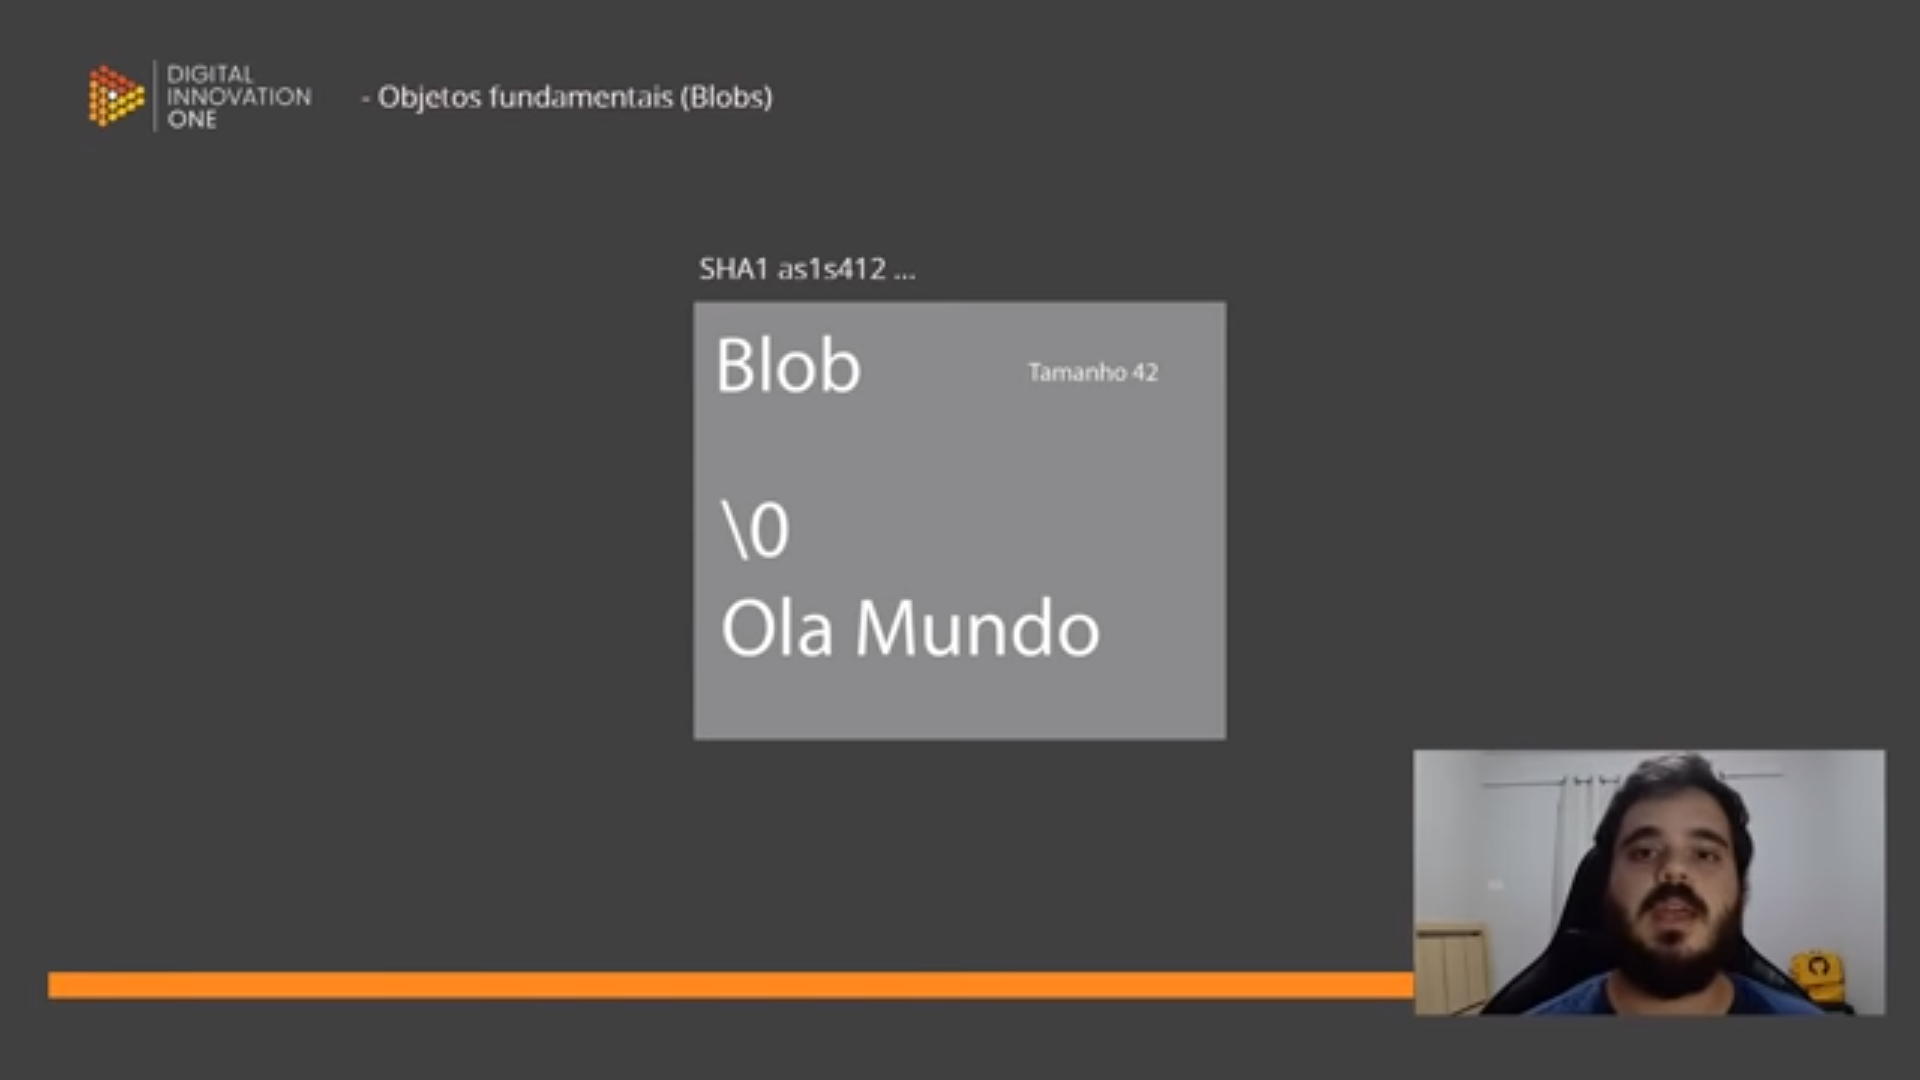 DIGITAL
INNOVATION
ONE
- Objetos fundamentais (Blobs)
SHA1 as1s412 ...
Blob
Tamanho 42
\0
Ola Mundo